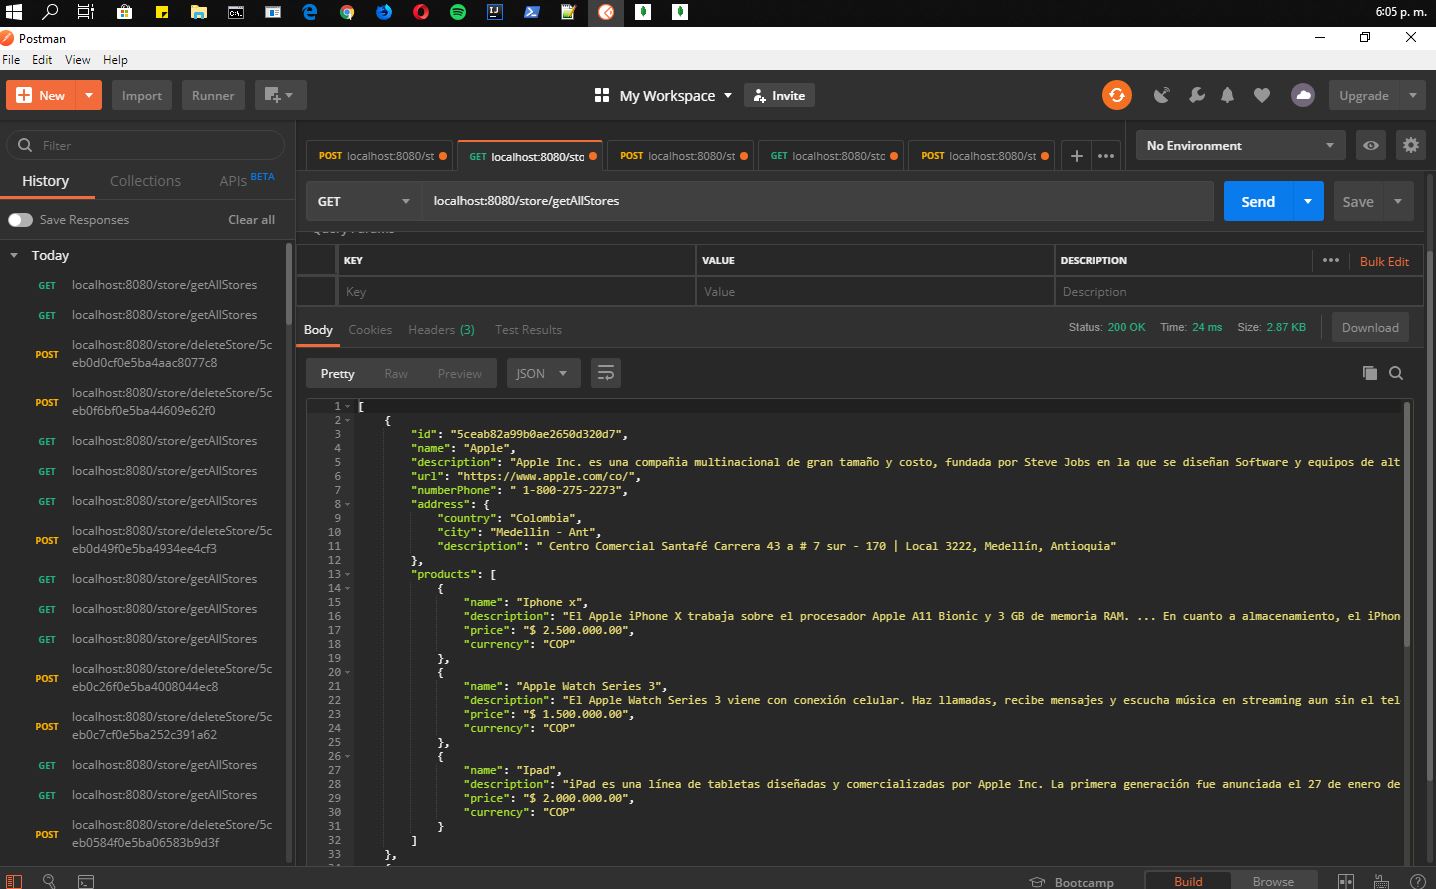 6:05 p. m.
Postman
File Edit View Help
New Import Runner My Workspace Invite Upgrade
Filter
History Collections APIs BETA
Save Responses Clear all
Today
GET localhost:8080/store/getAllStores
GET localhost:8080/store/getAllStores
POST localhost:8080/store/deleteStore/5c
eb0d0cf0e5ba4aac8077c8
POST localhost:8080/store/deleteStore/5c
eb0f6bf0e5ba44609e62f0
GET localhost:8080/store/getAllStores
GET localhost:8080/store/getAllStores
GET localhost:8080/store/getAllStores
POST localhost:8080/store/deleteStore/5c
eb0d49f0e5ba4934ee4cf3
GET localhost:8080/store/getAllStores
GET localhost:8080/store/getAllStores
GET localhost:8080/store/getAllStores
POST localhost:8080/store/deleteStore/5c
eb0c26f0e5ba4008044ec8
POST localhost:8080/store/deleteStore/5c
eb0c7cf0e5ba252c391a62
GET localhost:8080/store/getAllStores
GET localhost:8080/store/getAllStores
POST localhost:8080/store/deleteStore/5c
eb0584f0e5ba06583b9d3f
POST localhost:8080/st GET localhost:8080/sto POST localhost:8080/st GET localhost:8080/stc POST localhost:8080/st
No Environment
GET localhost:8080/store/getAllStores Send Save
Query Params
KEY VALUE DESCRIPTION Bulk Edit
Key Value Description
Body Cookies Headers (3) Test Results Status: 200 OK Time: 24 ms Size: 2.87 KB Download
Pretty Raw Preview JSON
1 [
2 {
3 "id": "5ceab82a99b0ae2650d320d7",
4 "name": "Apple",
5 "description": "Apple Inc. es una compañia multinacional de gran tamaño y costo, fundada por Steve Jobs en la que se diseñan Software y equipos de alt
6 "url": "https://www.apple.com/co/",
7 "numberPhone": " 1-800-275-2273",
8 "address": {
9 "country": "Colombia",
10 "city": "Medellin - Ant",
11 "description": " Centro Comercial Santafé Carrera 43 a # 7 sur - 170 | Local 3222, Medellín, Antioquia"
12 },
13 "products": [
14 {
15 "name": "Iphone x",
16 "description": "El Apple iPhone X trabaja sobre el procesador Apple A11 Bionic y 3 GB de memoria RAM. ... En cuanto a almacenamiento, el iPhon
17 "price": "$ 2.500.000.00",
18 "currency": "COP"
19 },
20 {
21 "name": "Apple Watch Series 3",
22 "description": "El Apple Watch Series 3 viene con conexión celular. Haz llamadas, recibe mensajes y escucha música en streaming aun sin el tel
23 "price": "$ 1.500.000.00",
24 "currency": "COP"
25 },
26 {
27 "name": "Ipad",
28 "description": "iPad es una línea de tabletas diseñadas y comercializadas por Apple Inc. La primera generación fue anunciada el 27 de enero de
29 "price": "$ 2.000.000.00",
30 "currency": "COP"
31 }
32 ]
33 },
Bootcamp Build Browse